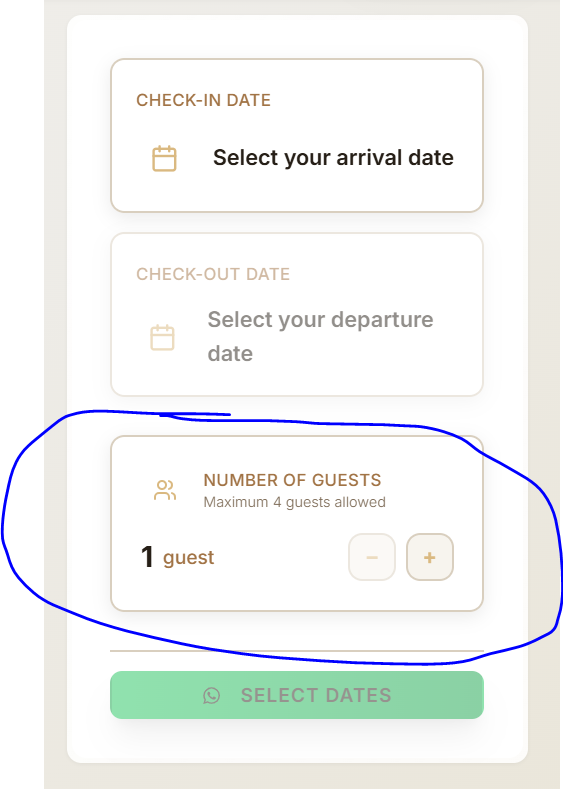 CHECK-IN DATE
Select your arrival date
CHECK-OUT DATE
Select your departure
date
NUMBER OF GUESTS
Maximum 4 guests allowed
1 guest
SELECT DATES